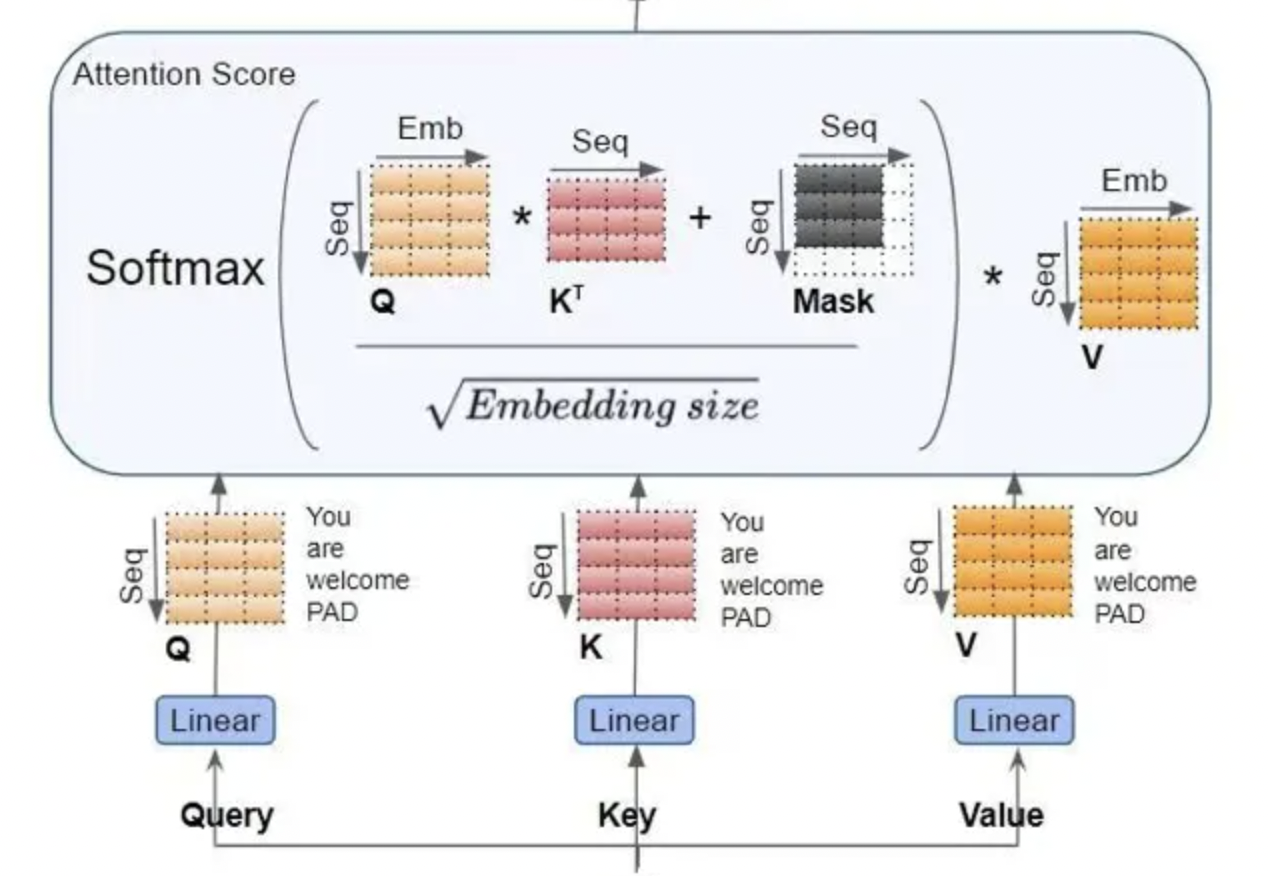 Attention Score
Emb
Seq
Seq
Emb
Seq
Seq
Seq
Softmax
*
+
*
Q
Kᵀ
Mask
V
√Embedding size
Seq
You
are
welcome
PAD
Q
Seq
You
are
welcome
PAD
K
Seq
You
are
welcome
PAD
V
Linear
Linear
Linear
Query
Key
Value